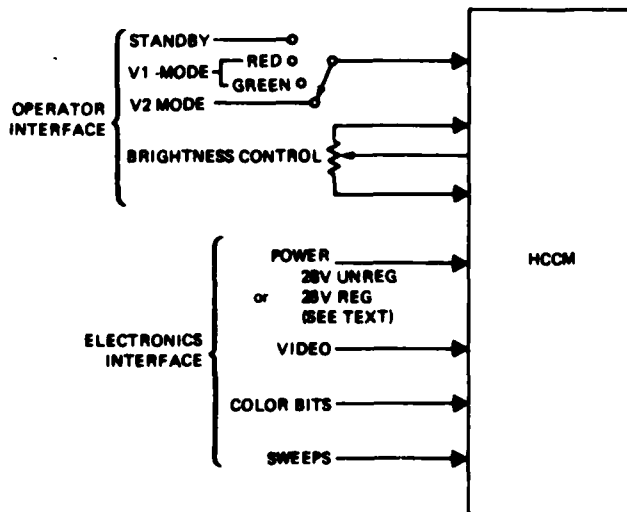 STANDBY
V1-MODE
RED
GREEN
V2 MODE
OPERATOR
INTERFACE
BRIGHTNESS CONTROL
HCCM
POWER
28V UNREG
or 28V REG
(SEE TEXT)
ELECTRONICS
INTERFACE
VIDEO
COLOR BITS
SWEEPS